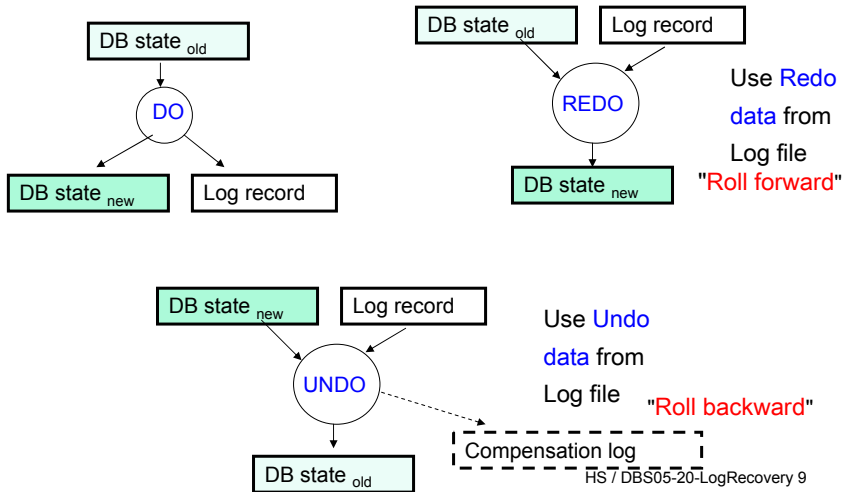 DB state old
Log record
DB state old
DO
REDO
Use Redo
data from
Log file
"Roll forward"
DB state new
Log record
DB state new
DB state new
Log record
Use Undo
data from
Log file
"Roll backward"
UNDO
Compensation log
DB state old
HS / DBS05-20-LogRecovery 9